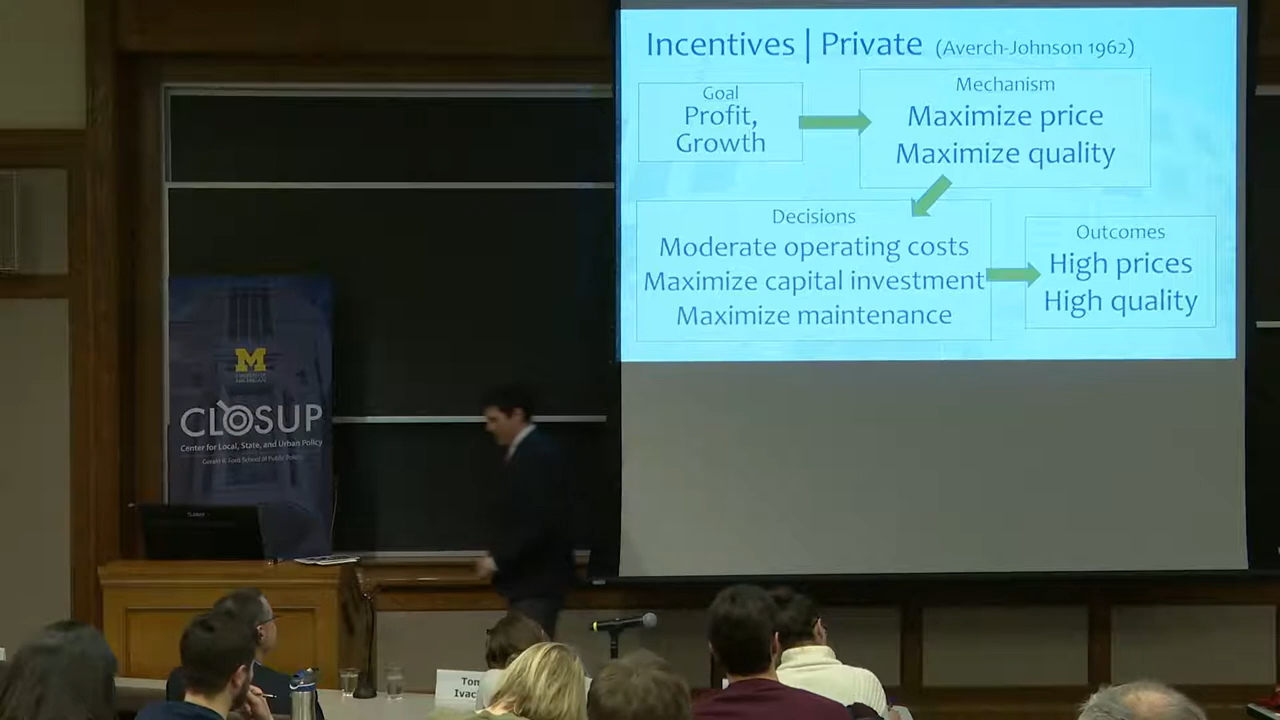 Incentives | Private (Averch-Johnson 1962)
Goal
Profit,
Growth
Mechanism
Maximize price
Maximize quality
Decisions
Moderate operating costs
Maximize capital investment
Maximize maintenance
Outcomes
High prices
High quality
M
CLOSUP
Center for Local, State, and Urban Policy
Gerald R. Ford School of Public Policy
Tom
Ivac